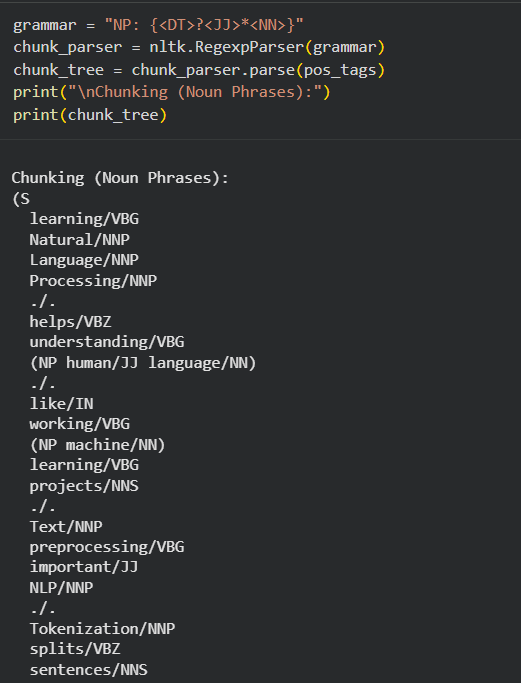 grammar = "NP: {<DT>?<JJ>*<NN>}"
chunk_parser = nltk.RegexpParser(grammar)
chunk_tree = chunk_parser.parse(pos_tags)
print("\nChunking (Noun Phrases):")
print(chunk_tree)
Chunking (Noun Phrases):
(S
  learning/VBG
  Natural/NNP
  Language/NNP
  Processing/NNP
  ./.
  helps/VBZ
  understanding/VBG
  (NP human/JJ language/NN)
  ./.
  like/IN
  working/VBG
  (NP machine/NN)
  learning/VBG
  projects/NNS
  ./.
  Text/NNP
  preprocessing/VBG
  important/JJ
  NLP/NNP
  ./.
  Tokenization/NNP
  splits/VBZ
  sentences/NNS